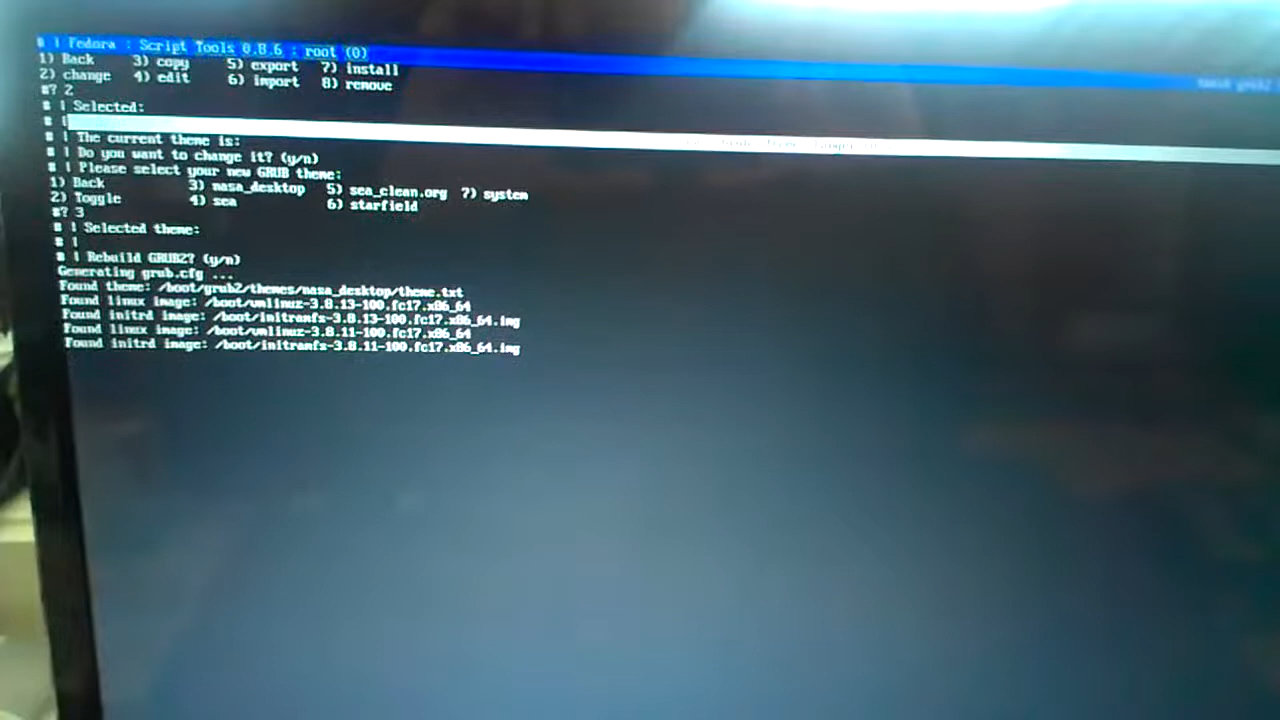 # | Fedora : Script Tools 0.8.6 : root (0)
1) Back 3) copy 5) export 7) install
2) change 4) edit 6) import 8) remove
#? 2
# | Selected:
# |
# | The current theme is:
# | Do you want to change it? (y/n)
# | Please select your new GRUB theme:
1) Back 3) nasa_desktop 5) sea_clean.org 7) system
2) Toggle 4) sea 6) starfield
#? 3
# | Selected theme:
# |
# | Rebuild GRUB2? (y/n)
Generating grub.cfg ...
Found theme: /boot/grub2/themes/nasa_desktop/theme.txt
Found linux image: /boot/vmlinuz-3.8.13-100.fc17.x86_64
Found initrd image: /boot/initramfs-3.8.13-100.fc17.x86_64.img
Found linux image: /boot/vmlinuz-3.8.11-100.fc17.x86_64
Found initrd image: /boot/initramfs-3.8.11-100.fc17.x86_64.img